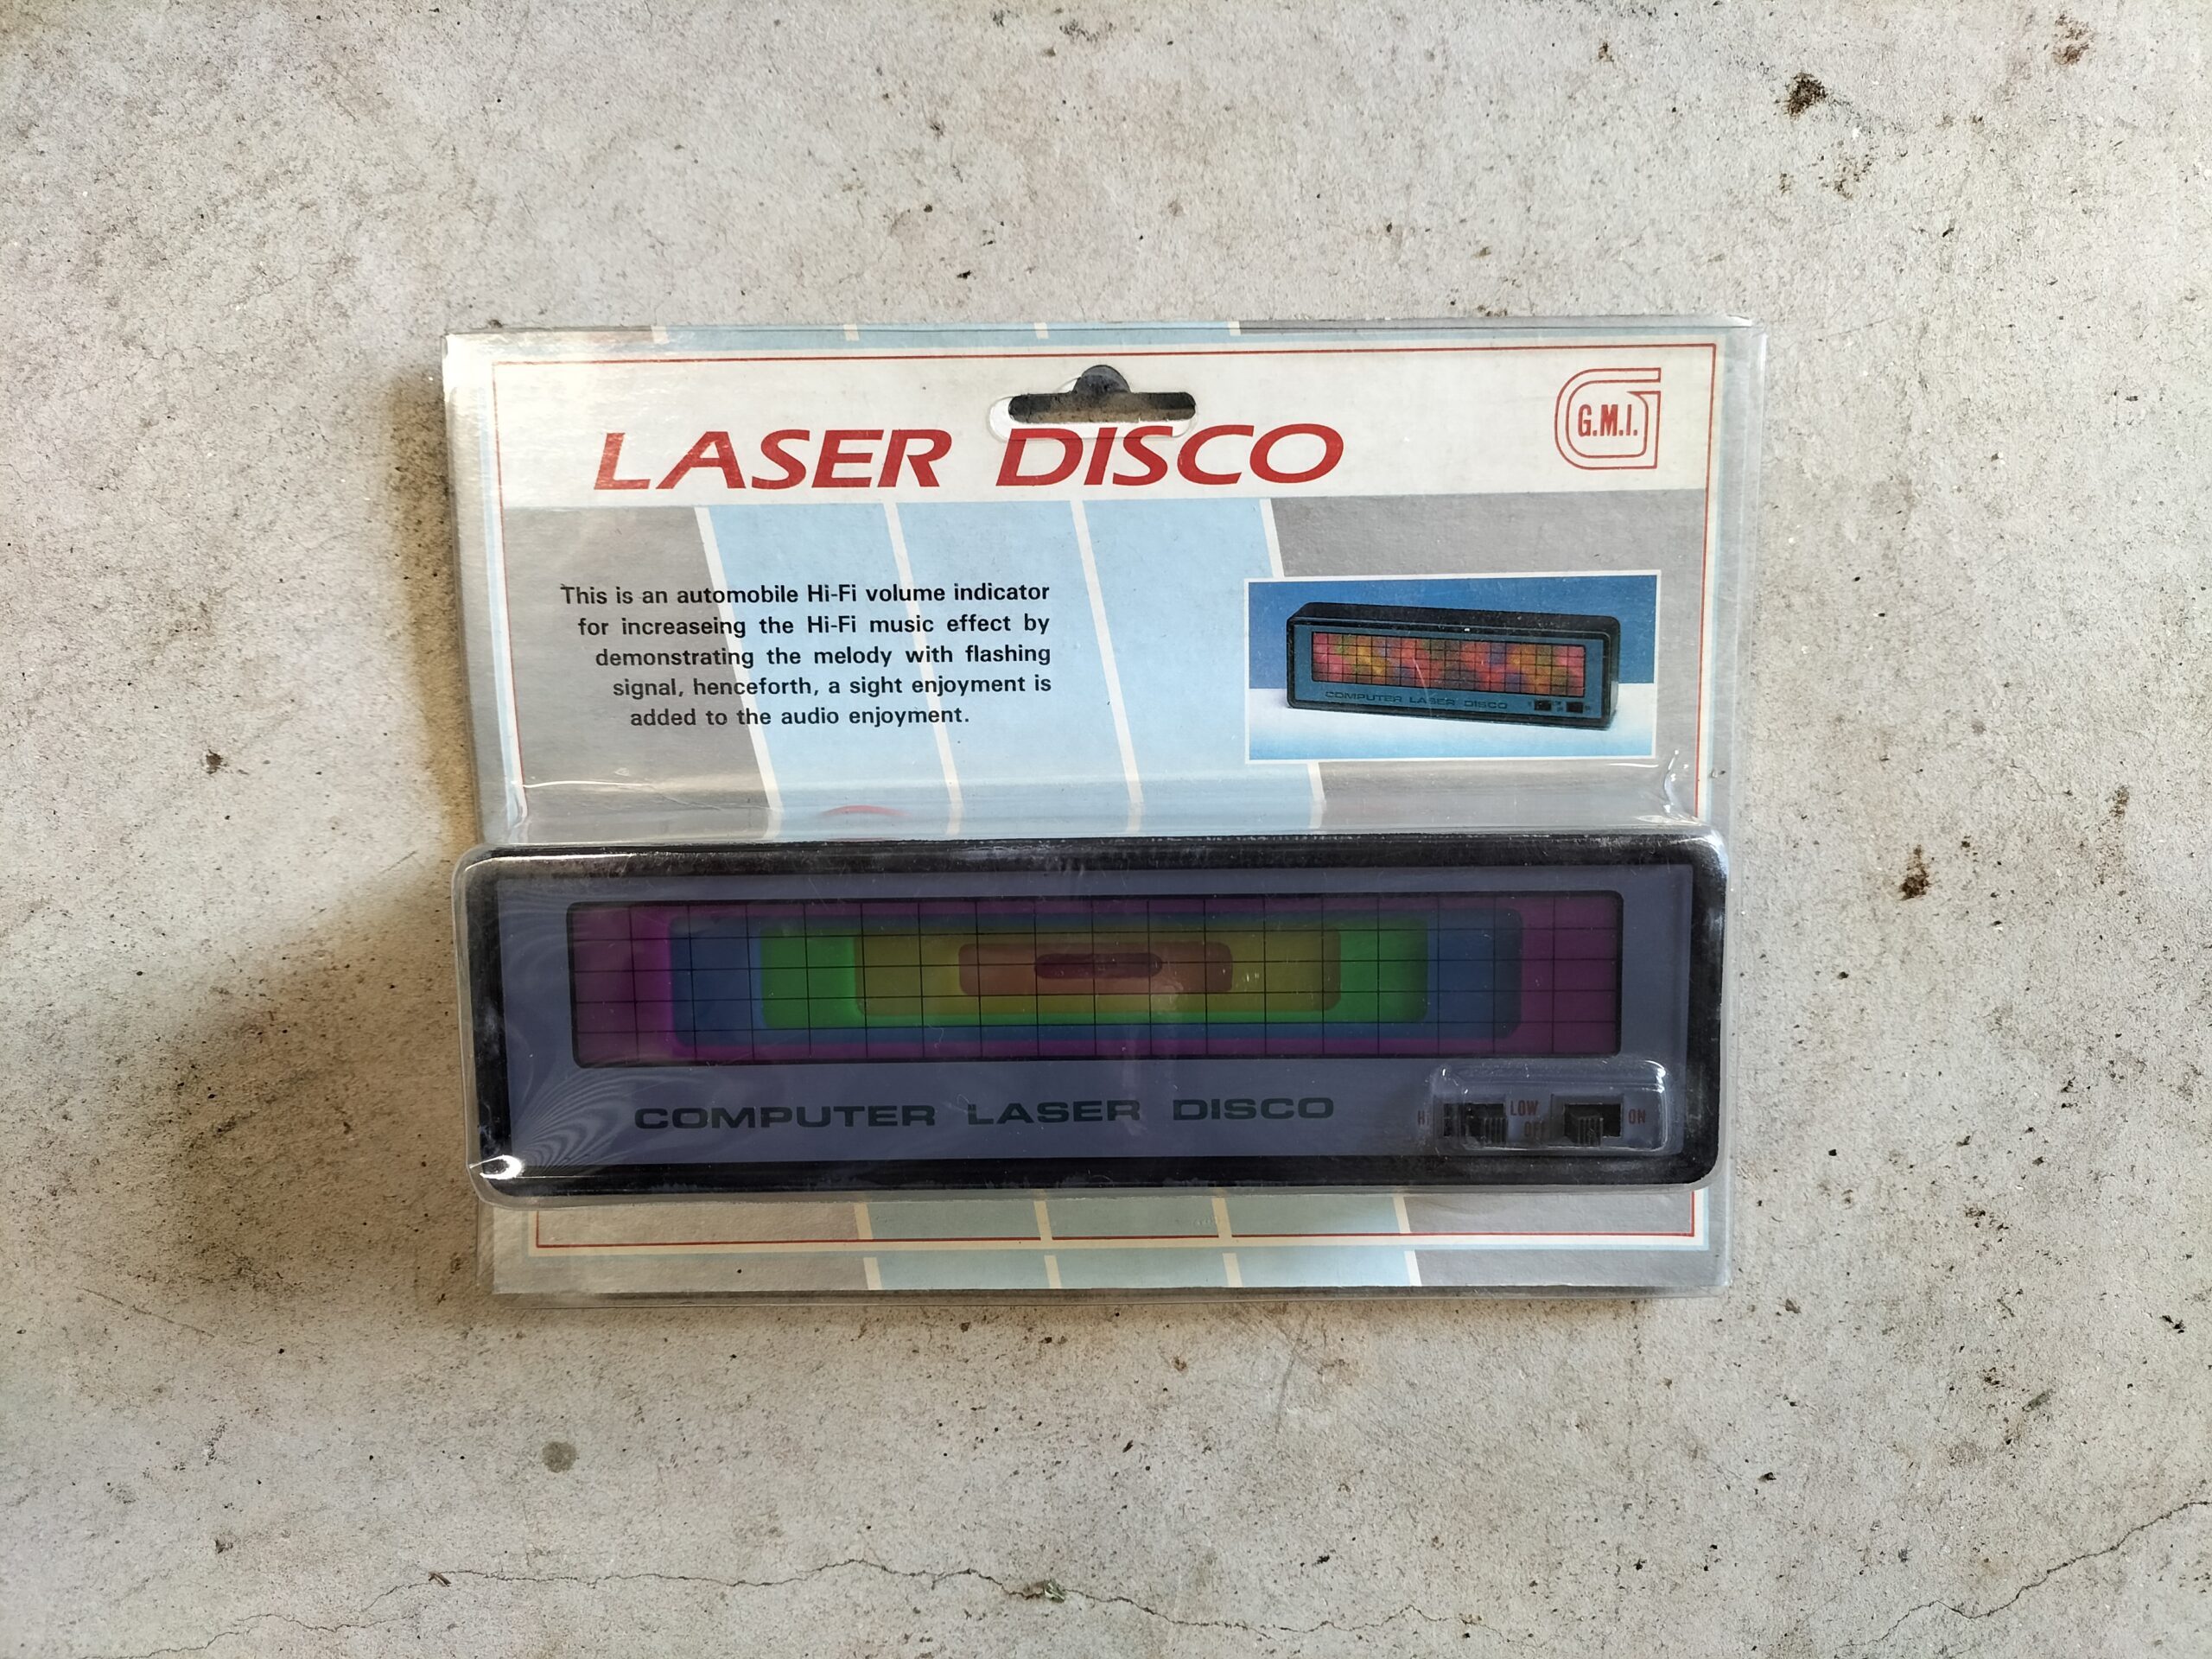 LASER DISCO
G.M.I.
This is an automobile Hi-Fi volume indicator
for increaseing the Hi-Fi music effect by
demonstrating the melody with flashing
signal, henceforth, a sight enjoyment is
added to the audio enjoyment.
COMPUTER LASER DISCO
COMPUTER LASER DISCO
LOW
OFF
ON